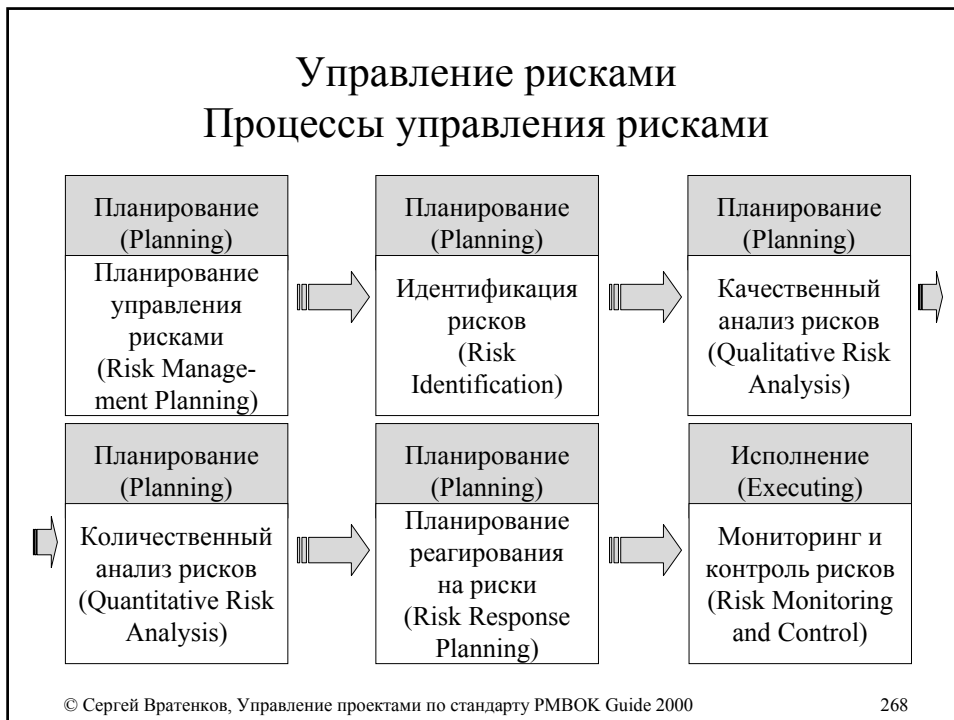 Управление рисками
Процессы управления рисками
Планирование
(Planning)
Планирование
управления
рисками
(Risk Manage-
ment Planning)
Планирование
(Planning)
Идентификация
рисков
(Risk
Identification)
Планирование
(Planning)
Качественный
анализ рисков
(Qualitative Risk
Analysis)
Планирование
(Planning)
Количественный
анализ рисков
(Quantitative Risk
Analysis)
Планирование
(Planning)
Планирование
реагирования
на риски
(Risk Response
Planning)
Исполнение
(Executing)
Мониторинг и
контроль рисков
(Risk Monitoring
and Control)
© Сергей Вратенков, Управление проектами по стандарту PMBOK Guide 2000 268